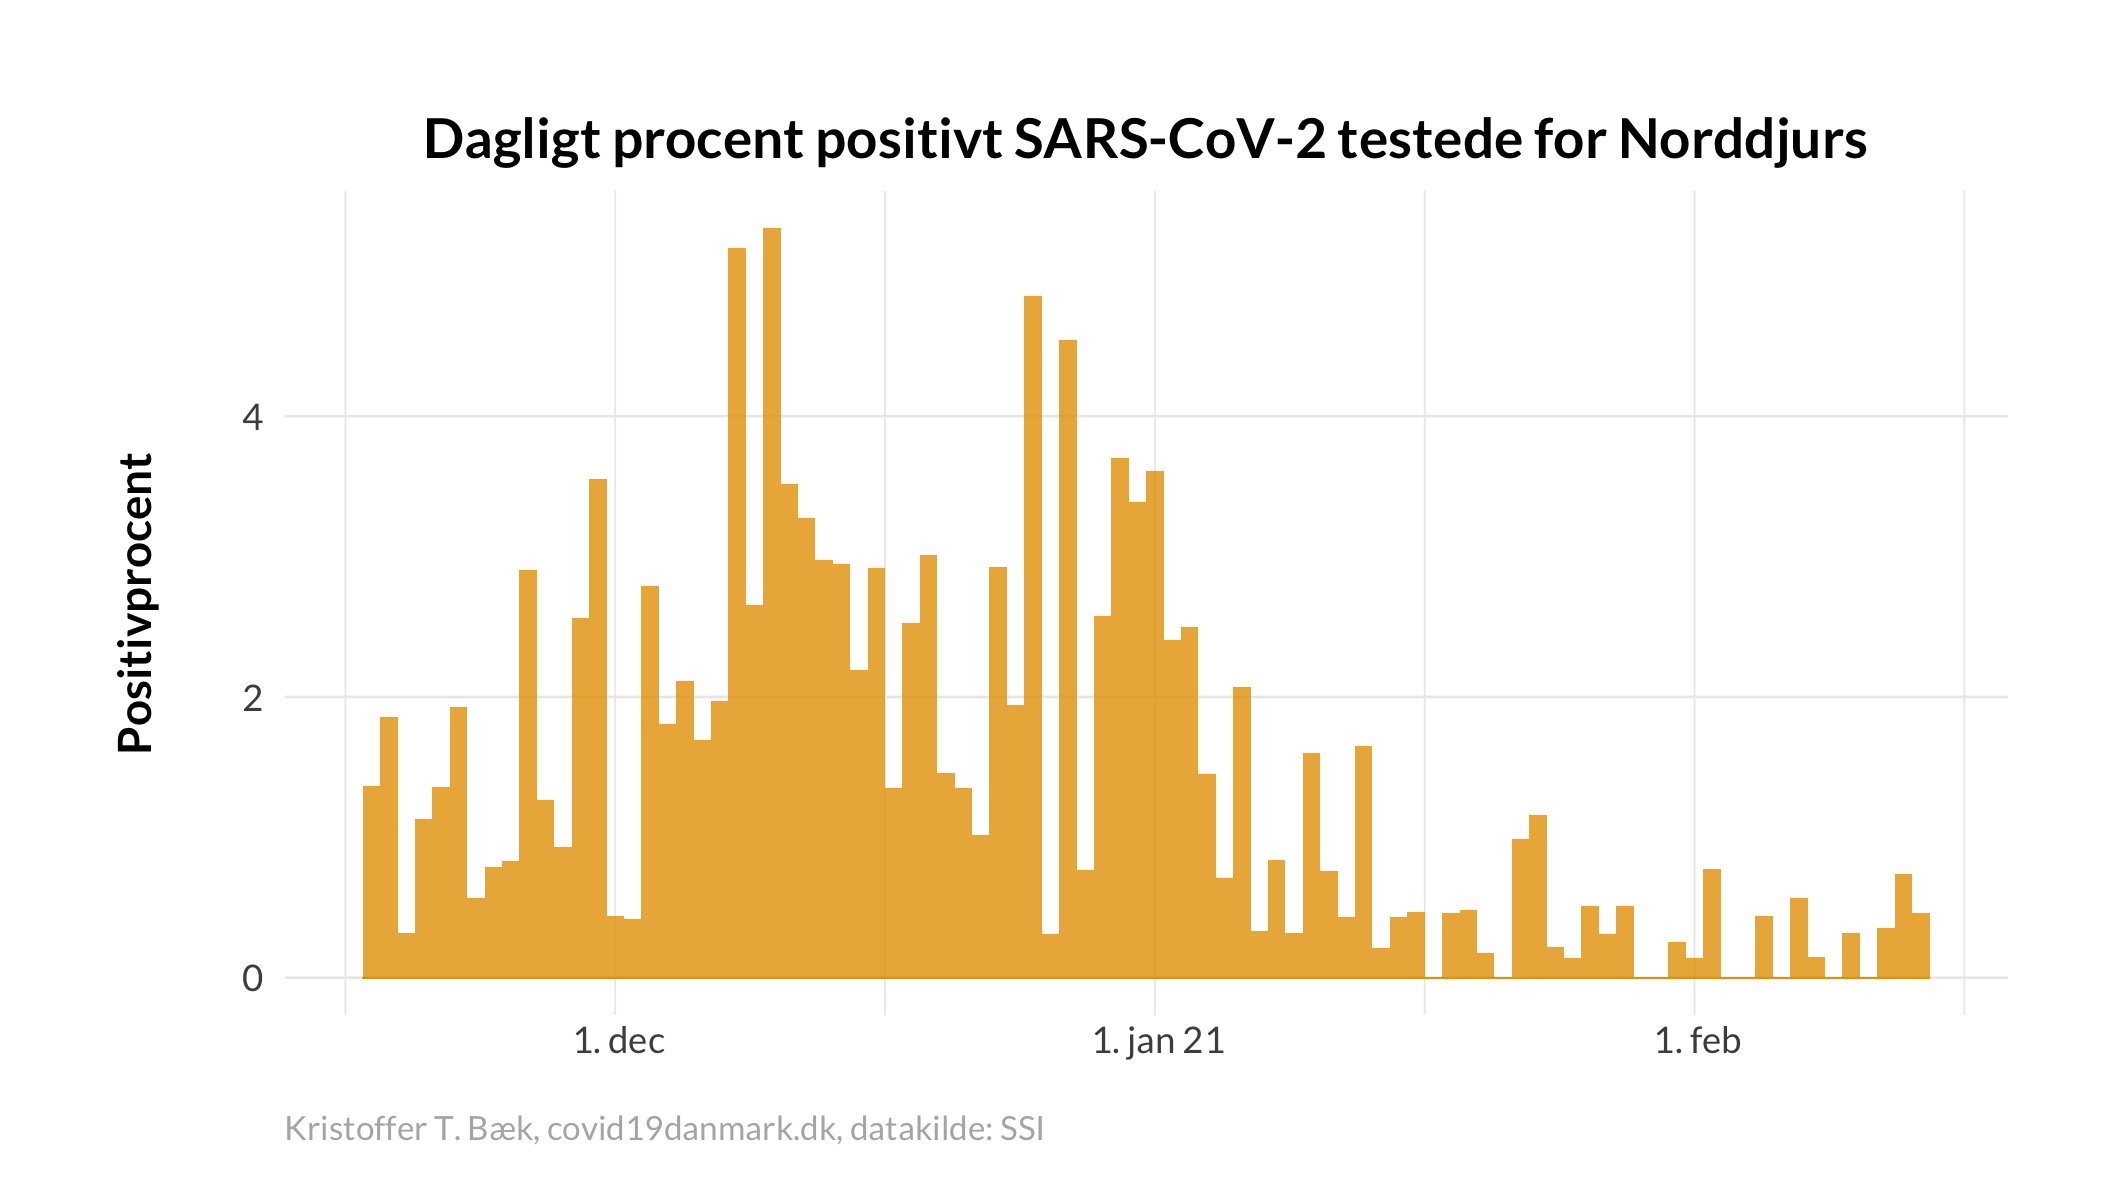 Dagligt procent positivt SARS-CoV-2 testede for Norddjurs
Positivprocent
4
2
0
1. dec
1. jan 21
1. feb
Kristoffer T. Bæk, covid19danmark.dk, datakilde: SSI